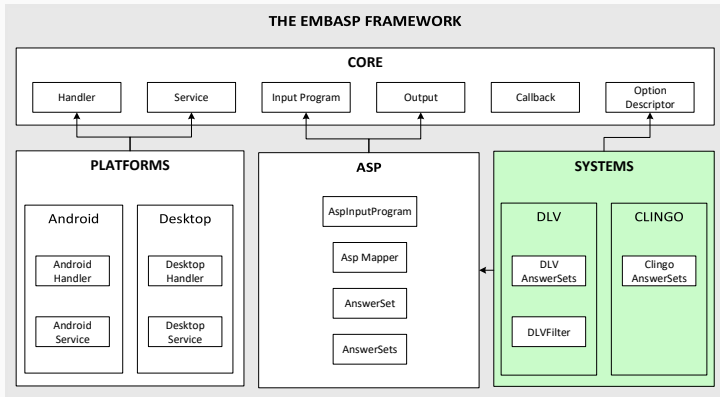 THE EMBASP FRAMEWORK
CORE
Handler
Service
Input Program
Output
Callback
Option
Descriptor
PLATFORMS
Android
Android
Handler
Android
Service
Desktop
Desktop
Handler
Desktop
Service
ASP
AspInputProgram
Asp Mapper
AnswerSet
AnswerSets
SYSTEMS
DLV
DLV
AnswerSets
DLVFilter
CLINGO
Clingo
AnswerSets